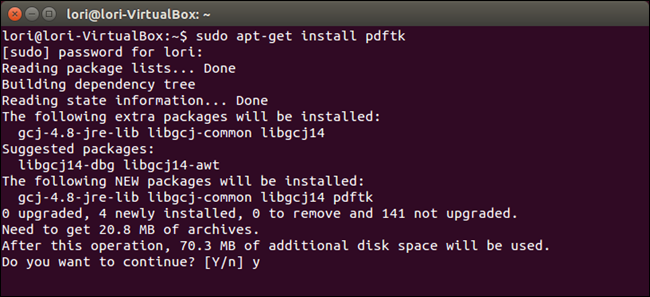 lori@lori-VirtualBox: ~
lori@lori-VirtualBox:~$ sudo apt-get install pdftk
[sudo] password for lori:
Reading package lists... Done
Building dependency tree
Reading state information... Done
The following extra packages will be installed:
  gcj-4.8-jre-lib libgcj-common libgcj14
Suggested packages:
  libgcj14-dbg libgcj14-awt
The following NEW packages will be installed:
  gcj-4.8-jre-lib libgcj-common libgcj14 pdftk
0 upgraded, 4 newly installed, 0 to remove and 141 not upgraded.
Need to get 20.8 MB of archives.
After this operation, 70.3 MB of additional disk space will be used.
Do you want to continue? [Y/n] y